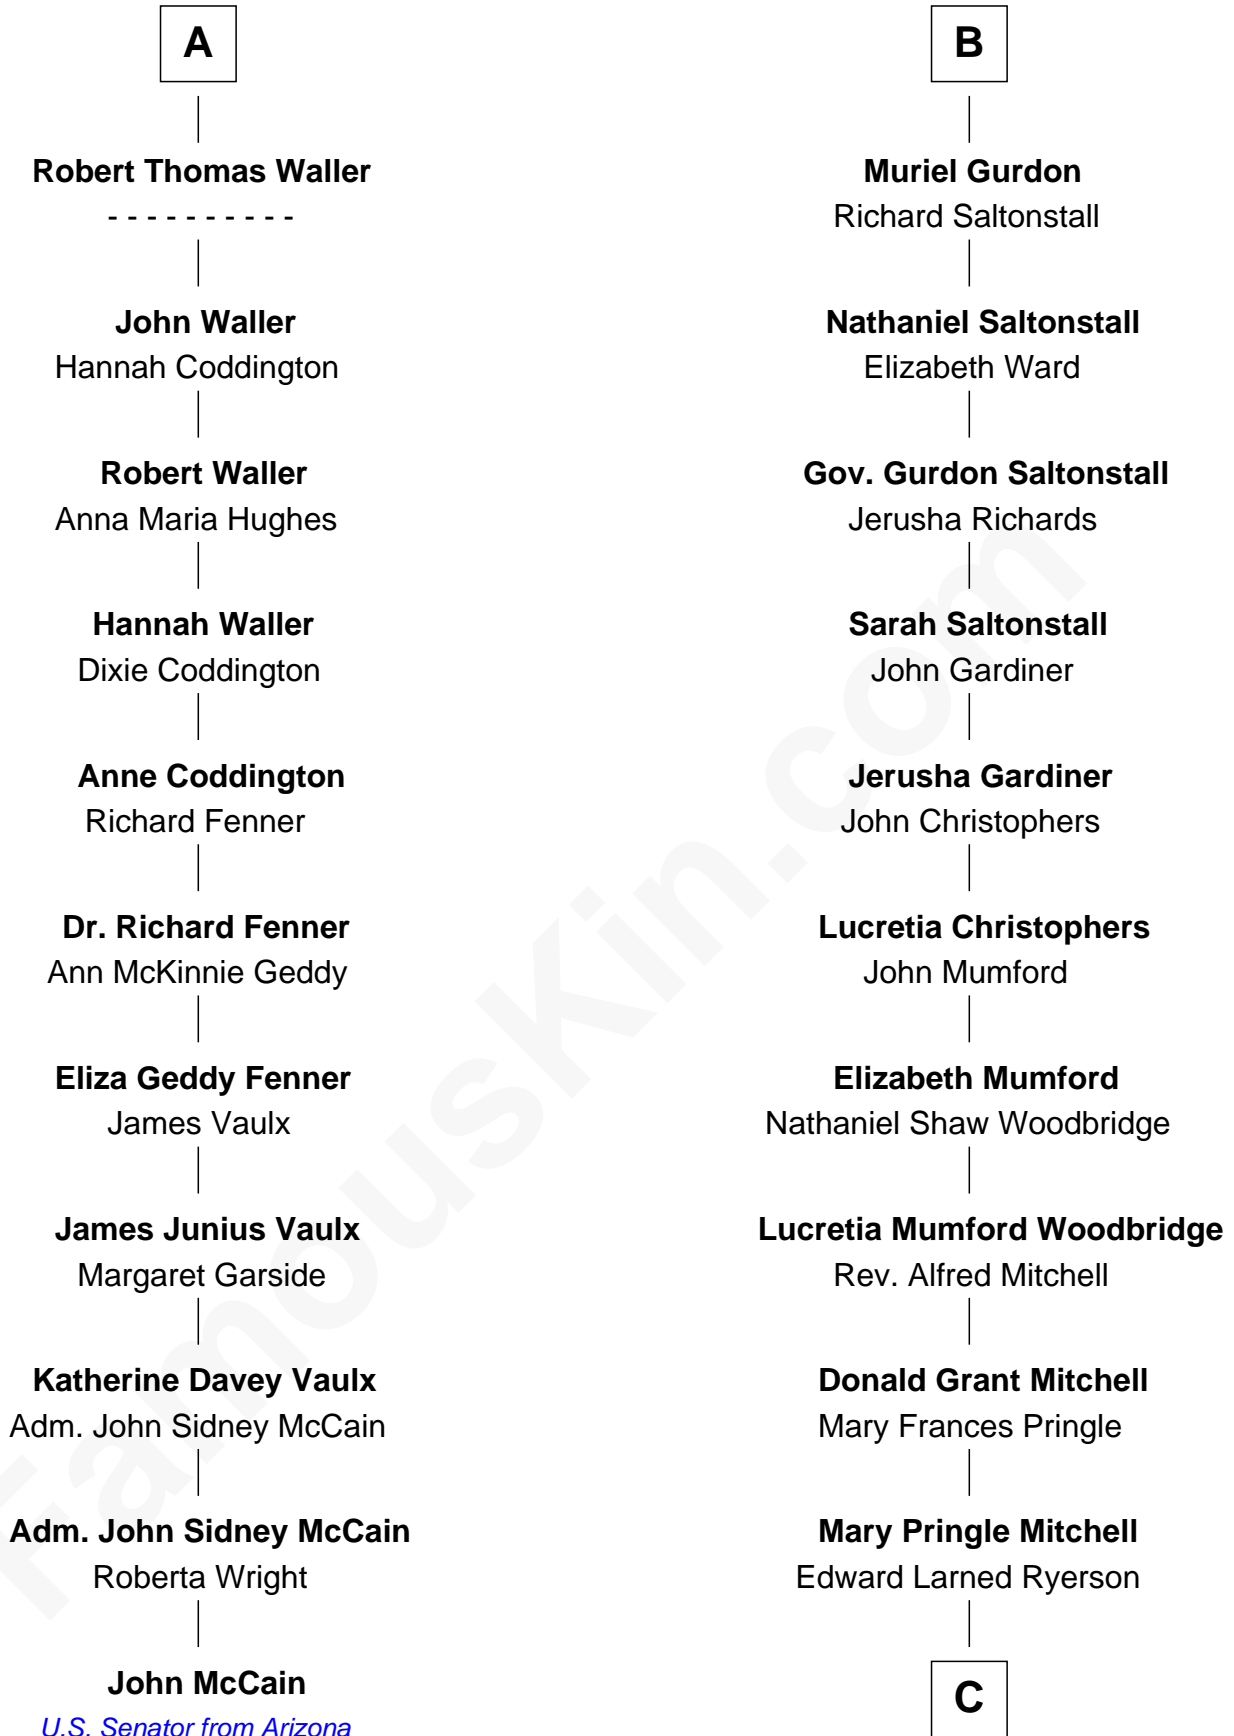 A
Robert Thomas Waller
- - - - - - - - - -
John Waller
Hannah Coddington
Robert Waller
Anna Maria Hughes
Hannah Waller
Dixie Coddington
Anne Coddington
Richard Fenner
Dr. Richard Fenner
Ann McKinnie Geddy
Eliza Geddy Fenner
James Vaulx
James Junius Vaulx
Margaret Garside
Katherine Davey Vaulx
Adm. John Sidney McCain
Adm. John Sidney McCain
Roberta Wright
John McCain
U.S. Senator from Arizona
B
Muriel Gurdon
Richard Saltonstall
Nathaniel Saltonstall
Elizabeth Ward
Gov. Gurdon Saltonstall
Jerusha Richards
Sarah Saltonstall
John Gardiner
Jerusha Gardiner
John Christophers
Lucretia Christophers
John Mumford
Elizabeth Mumford
Nathaniel Shaw Woodbridge
Lucretia Mumford Woodbridge
Rev. Alfred Mitchell
Donald Grant Mitchell
Mary Frances Pringle
Mary Pringle Mitchell
Edward Larned Ryerson
C
FamousKin.com